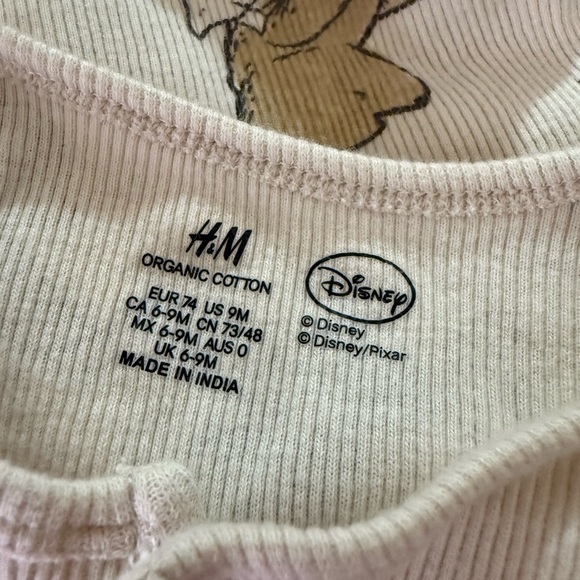 H&M
ORGANIC COTTON
EUR 74 US 9M
CA 6-9M CN 73/48
MX 6-9M AUS 0
UK 6-9M
MADE IN INDIA
Disney
© Disney
© Disney/Pixar